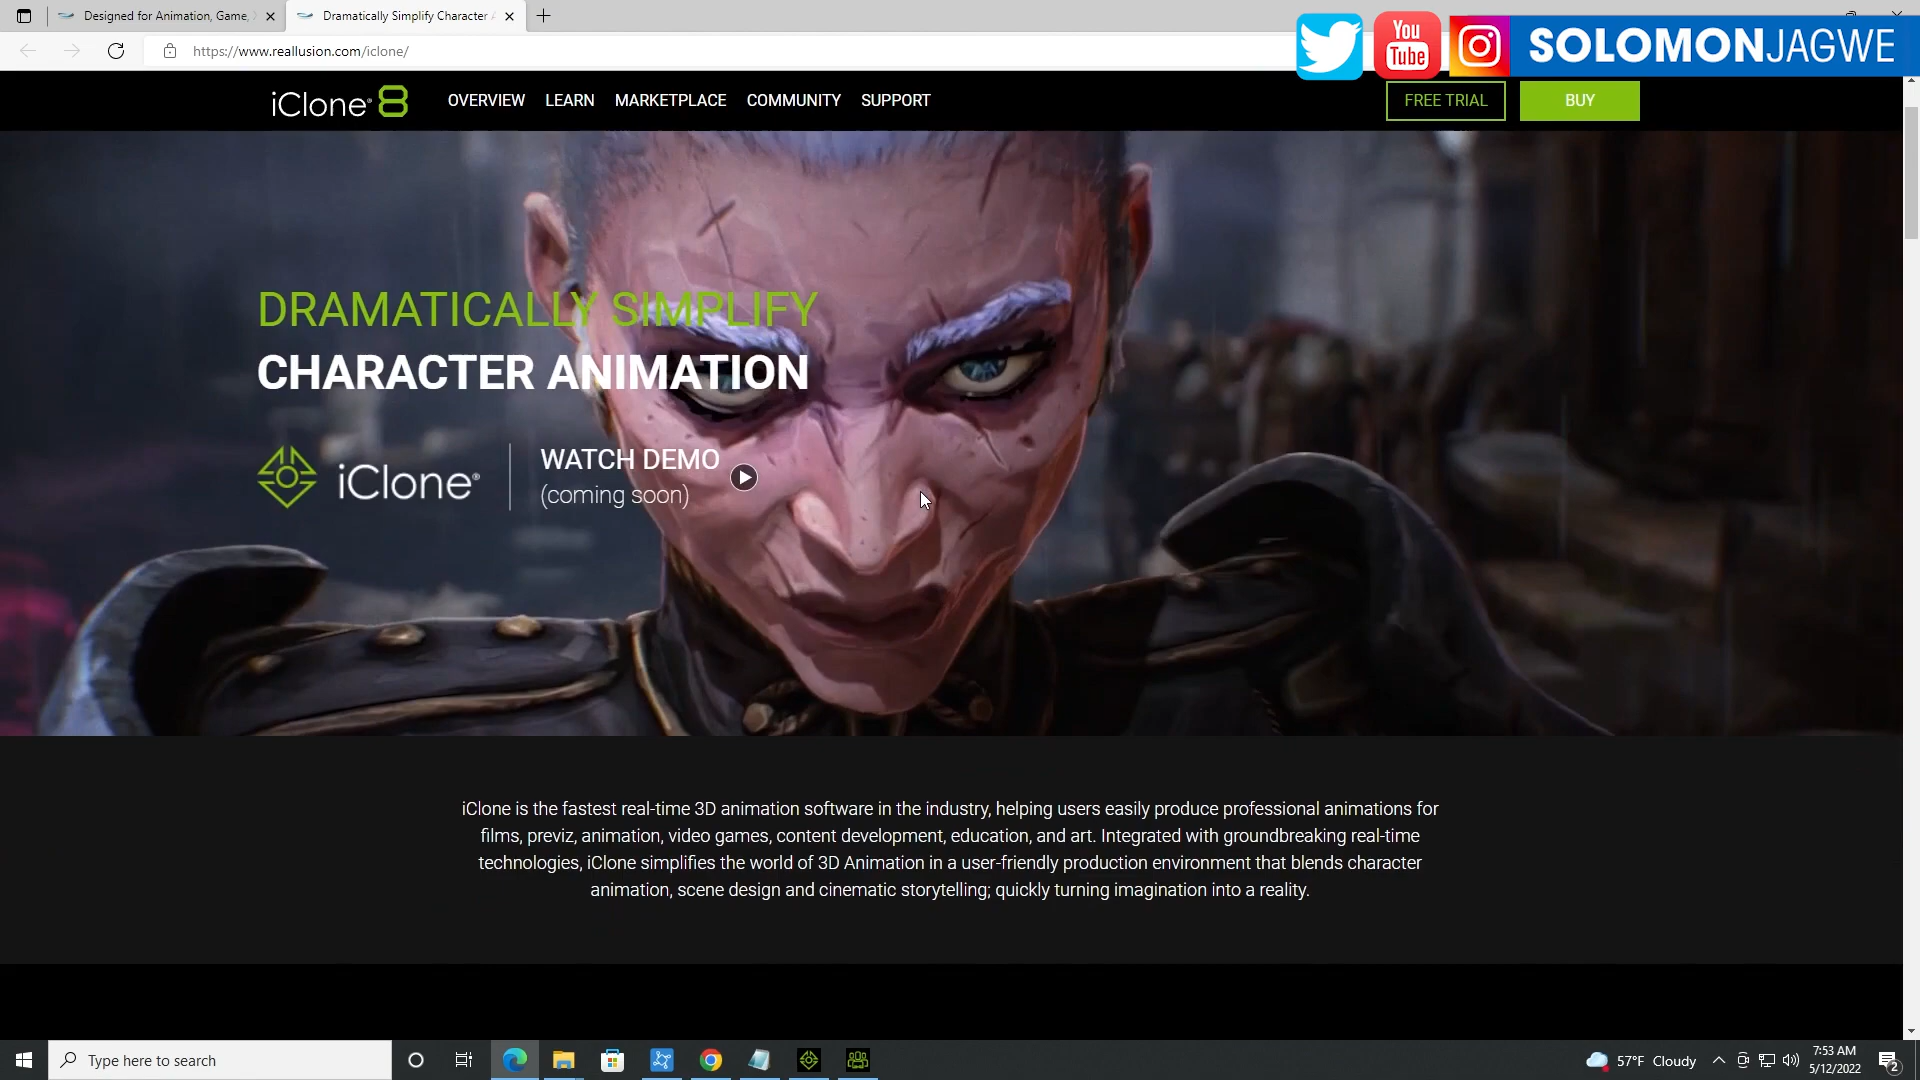 Designed for Animation, Game,
Dramatically Simplify Character
https://www.reallusion.com/iclone/
You
Tube
SOLOMONJAGWE
iClone 8
OVERVIEW
LEARN
MARKETPLACE
COMMUNITY
SUPPORT
FREE TRIAL
BUY
DRAMATICALLY SIMPLIFY
CHARACTER ANIMATION
iClone®
WATCH DEMO
(coming soon)
iClone is the fastest real-time 3D animation software in the industry, helping users easily produce professional animations for
films, previz, animation, video games, content development, education, and art. Integrated with groundbreaking real-time
technologies, iClone simplifies the world of 3D Animation in a user-friendly production environment that blends character
animation, scene design and cinematic storytelling; quickly turning imagination into a reality.
Type here to search
57°F Cloudy
7:53 AM
5/12/2022
2